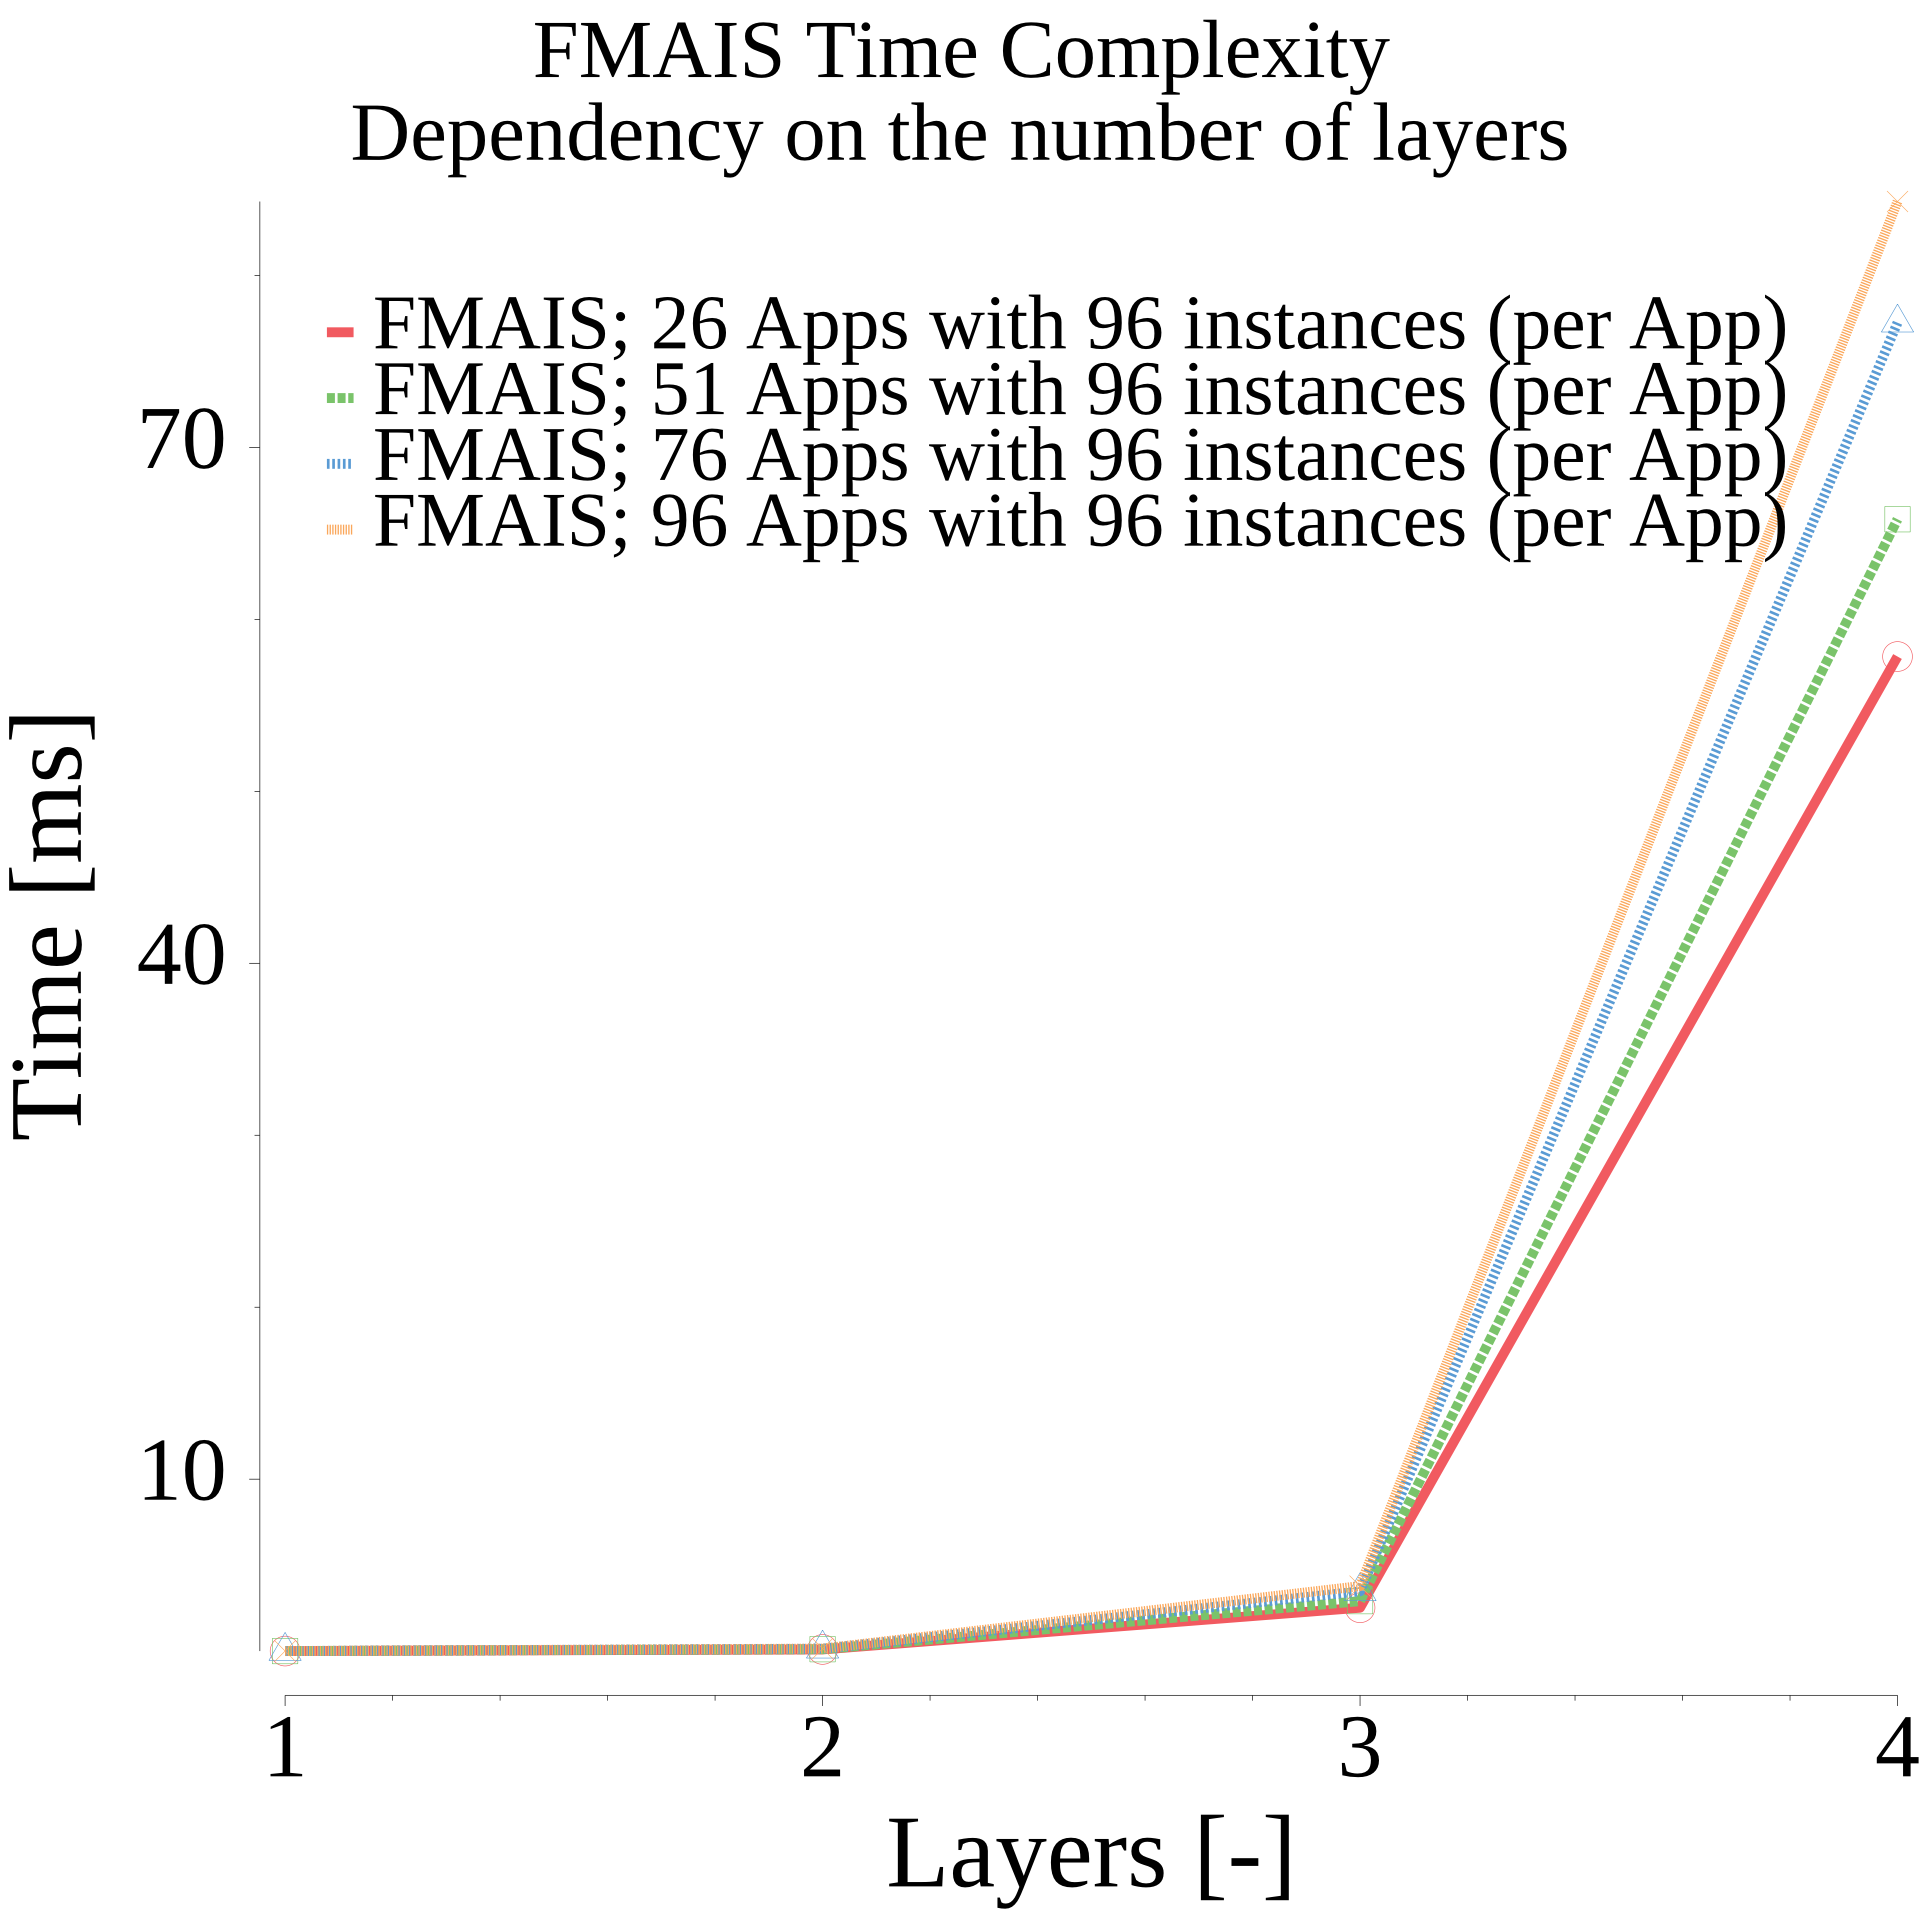 FMAIS Time Complexity
Dependency on the number of layers
FMAIS; 26 Apps with 96 instances (per App)
FMAIS; 51 Apps with 96 instances (per App)
FMAIS; 76 Apps with 96 instances (per App)
FMAIS; 96 Apps with 96 instances (per App)
70
40
10
Time [ms]
1 2 3 4
Layers [-]